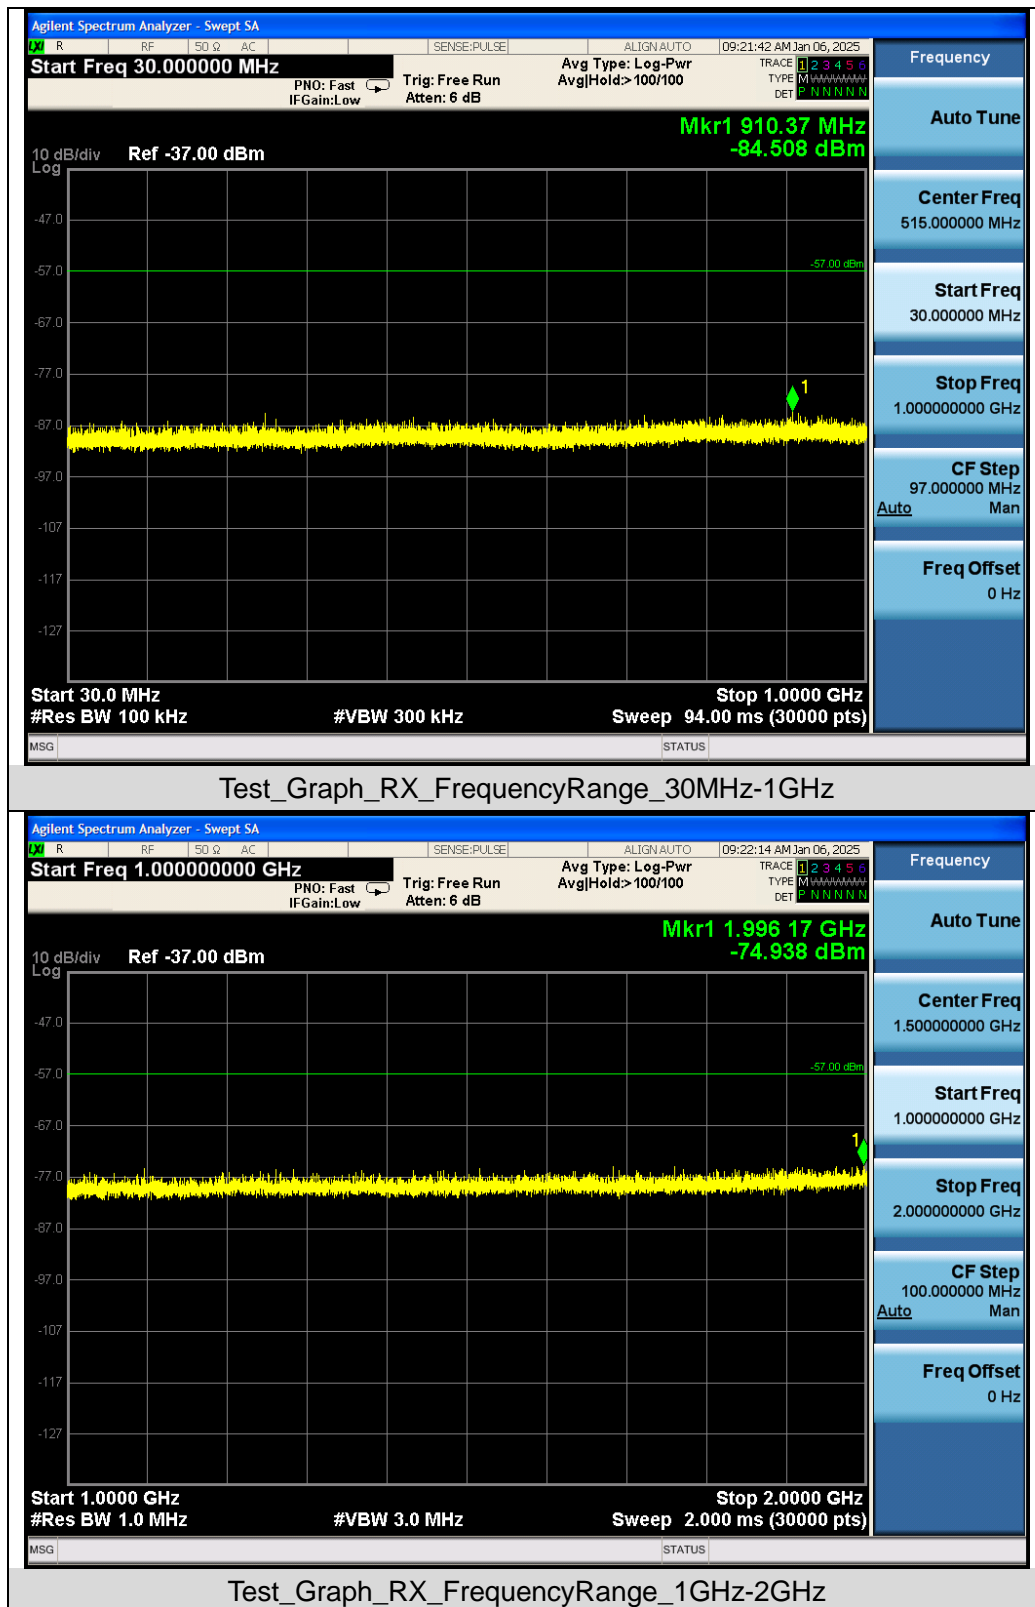 Agilent Spectrum Analyzer - Swept SA
LXI R RF 50 Ω AC SENSE:PULSE ALIGN AUTO 09:21:42 AM Jan 06, 2025
Start Freq 30.000000 MHz
PNO: Fast
IFGain:Low
Trig: Free Run
Atten: 6 dB
Avg Type: Log-Pwr
Avg|Hold:>100/100
TRACE 1 2 3 4 5 6
TYPE M WWWWW
DET P N N N N N
Mkr1 910.37 MHz
-84.508 dBm
10 dB/div Ref -37.00 dBm
Log
-47.0
-57.0
-57.00 dBm
-67.0
-77.0
1
-87.0
-97.0
-107
-117
-127
Start 30.0 MHz Stop 1.0000 GHz
#Res BW 100 kHz #VBW 300 kHz Sweep 94.00 ms (30000 pts)
MSG STATUS
Frequency
Auto Tune
Center Freq
515.000000 MHz
Start Freq
30.000000 MHz
Stop Freq
1.000000000 GHz
CF Step
97.000000 MHz
Auto Man
Freq Offset
0 Hz
Test_Graph_RX_FrequencyRange_30MHz-1GHz
Agilent Spectrum Analyzer - Swept SA
LXI R RF 50 Ω AC SENSE:PULSE ALIGN AUTO 09:22:14 AM Jan 06, 2025
Start Freq 1.000000000 GHz
PNO: Fast
IFGain:Low
Trig: Free Run
Atten: 6 dB
Avg Type: Log-Pwr
Avg|Hold:>100/100
TRACE 1 2 3 4 5 6
TYPE M WWWWW
DET P N N N N N
Mkr1 1.996 17 GHz
-74.938 dBm
10 dB/div Ref -37.00 dBm
Log
-47.0
-57.0
-57.00 dBm
-67.0
1
-77.0
-87.0
-97.0
-107
-117
-127
Start 1.0000 GHz Stop 2.0000 GHz
#Res BW 1.0 MHz #VBW 3.0 MHz Sweep 2.000 ms (30000 pts)
MSG STATUS
Frequency
Auto Tune
Center Freq
1.500000000 GHz
Start Freq
1.000000000 GHz
Stop Freq
2.000000000 GHz
CF Step
100.000000 MHz
Auto Man
Freq Offset
0 Hz
Test_Graph_RX_FrequencyRange_1GHz-2GHz